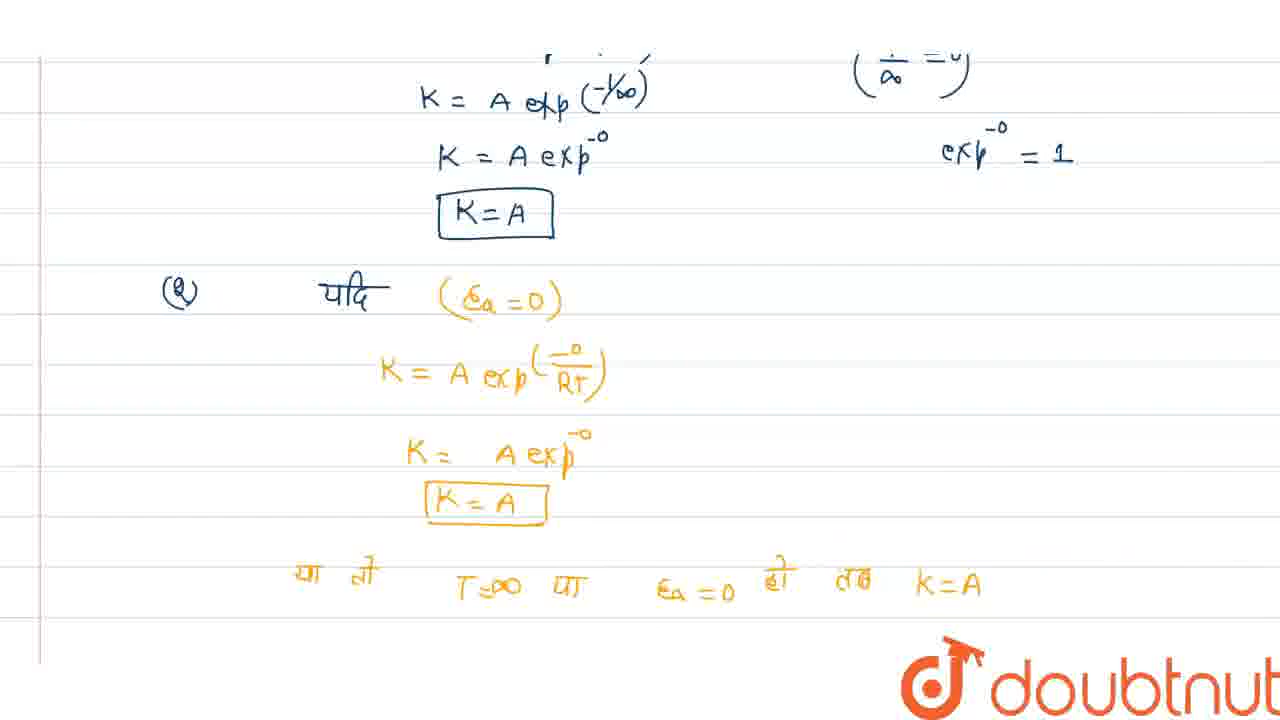 (1/∞ = 0)
K = A exp(-1/∞)
K = A exp⁻⁰
exp⁻⁰ = 1
K = A
(2) यदि (Ea = 0)
K = A exp(-0/RT)
K = A exp⁻⁰
K = A
या तो T=∞ या Ea = 0 हो तब K = A
doubtnut